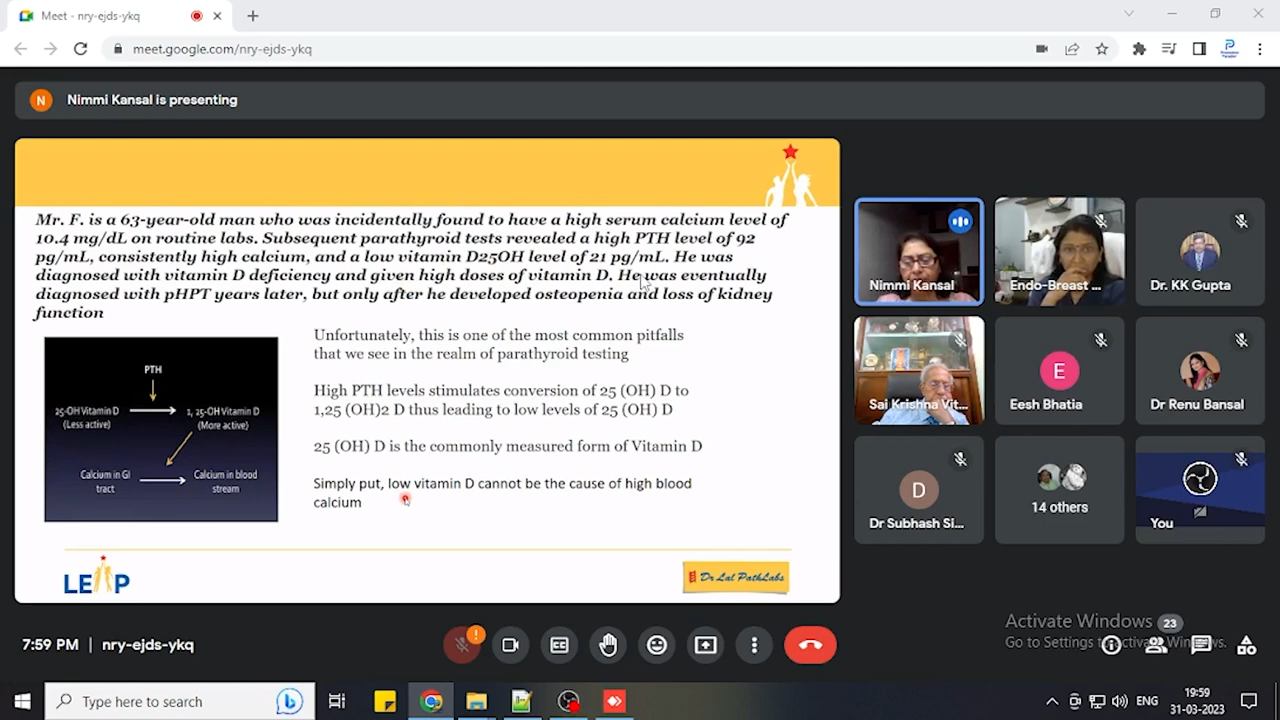 Meet - nry-ejds-ykq
meet.google.com/nry-ejds-ykq
N
Nimmi Kansal is presenting
Mr. F. is a 63-year-old man who was incidentally found to have a high serum calcium level of
10.4 mg/dL on routine labs. Subsequent parathyroid tests revealed a high PTH level of 92
pg/mL, consistently high calcium, and a low vitamin D25OH level of 21 pg/mL. He was
diagnosed with vitamin D deficiency and given high doses of vitamin D. He was eventually
diagnosed with pHPT years later, but only after he developed osteopenia and loss of kidney
function
PTH
25-OH Vitamin D
(Less active)
1, 25-OH Vitamin D
(More active)
Calcium in GI
tract
Calcium in blood
stream
Unfortunately, this is one of the most common pitfalls
that we see in the realm of parathyroid testing
High PTH levels stimulates conversion of 25 (OH) D to
1,25 (OH)2 D thus leading to low levels of 25 (OH) D
25 (OH) D is the commonly measured form of Vitamin D
Simply put, low vitamin D cannot be the cause of high blood
calcium
LEAP
Dr Lal PathLabs
Nimmi Kansal
Endo-Breast ...
Dr. KK Gupta
Sai Krishna Vit...
E
Eesh Bhatia
Dr Renu Bansal
D
Dr Subhash Si...
14 others
You
Activate Windows
Go to Settings to activate Windows.
23
7:59 PM | nry-ejds-ykq
Type here to search
ENG
19:59
31-03-2023